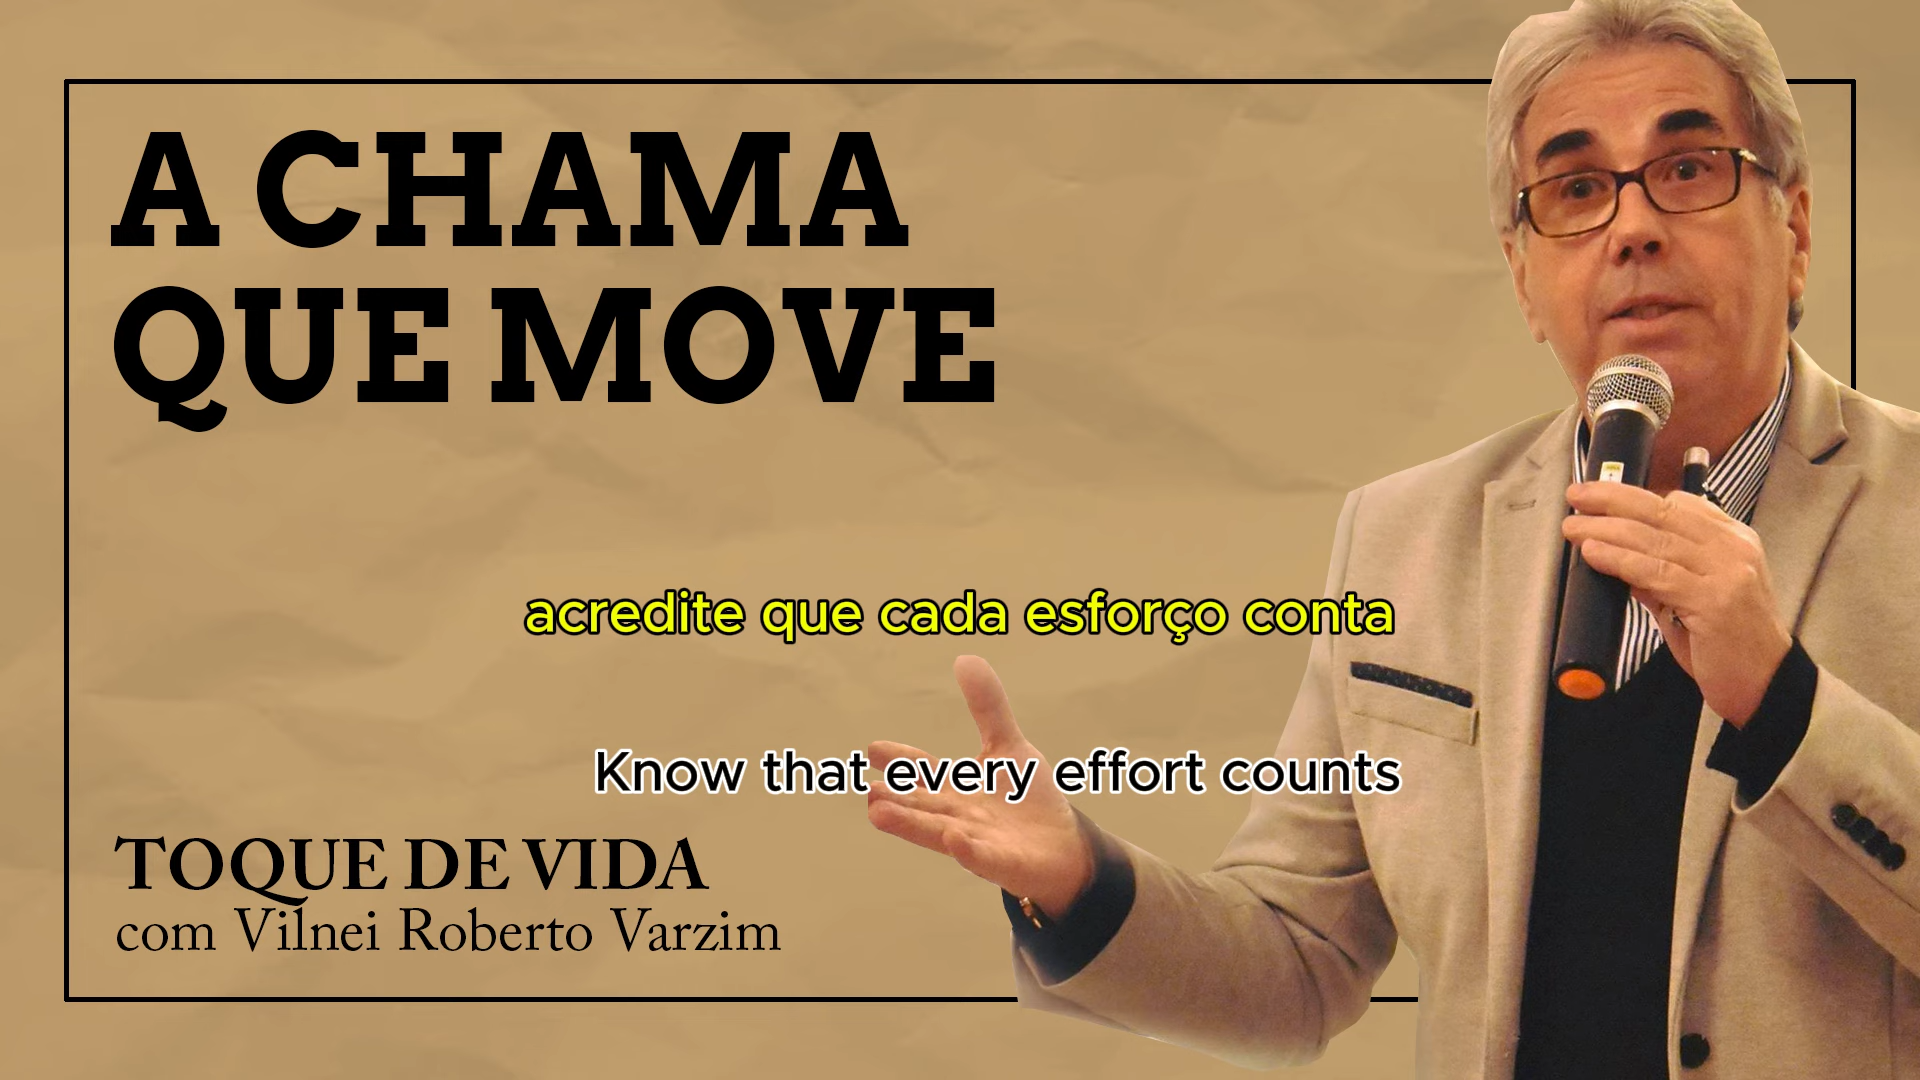 A CHAMA
QUE MOVE
acredite que cada esforço conta
Know that every effort counts
TOQUE DE VIDA
com Vilnei Roberto Varzim